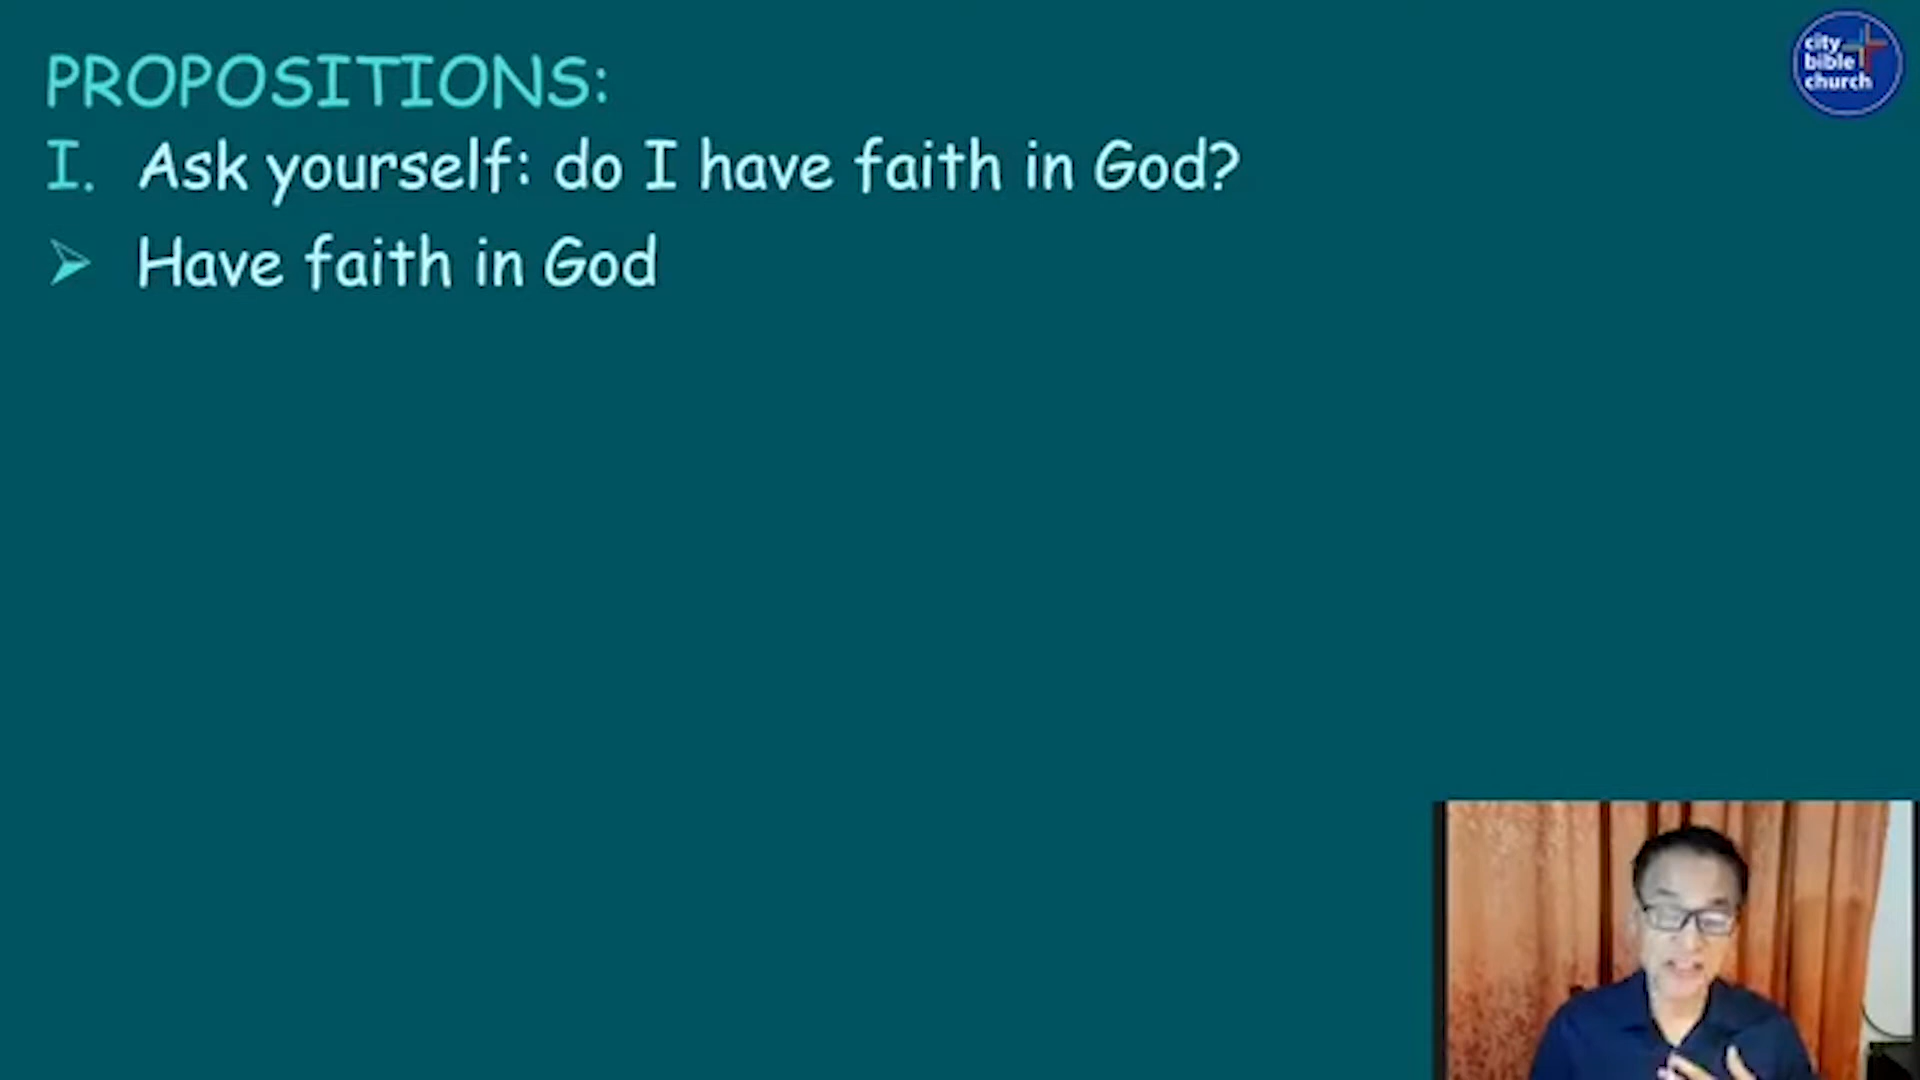 PROPOSITIONS:
I. Ask yourself: do I have faith in God?
➢ Have faith in God
city
bible
church